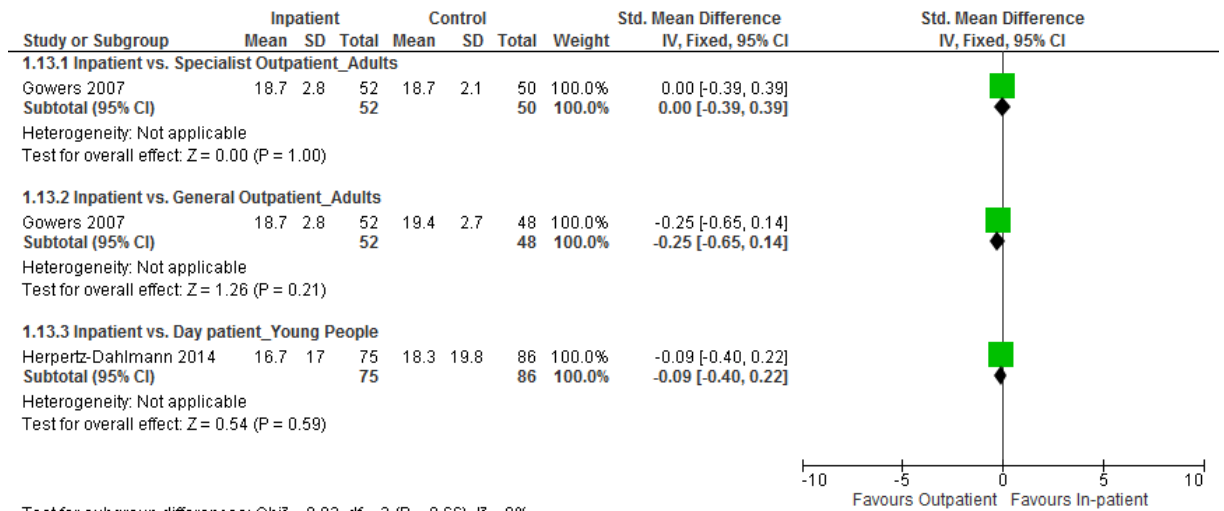 Inpatient Control Std. Mean Difference Std. Mean Difference
Study or Subgroup Mean SD Total Mean SD Total Weight IV, Fixed, 95% CI IV, Fixed, 95% CI
1.13.1 Inpatient vs. Specialist Outpatient_Adults
Gowers 2007 18.7 2.8 52 18.7 2.1 50 100.0% 0.00 [-0.39, 0.39]
Subtotal (95% CI) 52 50 100.0% 0.00 [-0.39, 0.39]
Heterogeneity: Not applicable
Test for overall effect: Z = 0.00 (P = 1.00)
1.13.2 Inpatient vs. General Outpatient_Adults
Gowers 2007 18.7 2.8 52 19.4 2.7 48 100.0% -0.25 [-0.65, 0.14]
Subtotal (95% CI) 52 48 100.0% -0.25 [-0.65, 0.14]
Heterogeneity: Not applicable
Test for overall effect: Z = 1.26 (P = 0.21)
1.13.3 Inpatient vs. Day patient_Young People
Herpertz-Dahlmann 2014 16.7 17 75 18.3 19.8 86 100.0% -0.09 [-0.40, 0.22]
Subtotal (95% CI) 75 86 100.0% -0.09 [-0.40, 0.22]
Heterogeneity: Not applicable
Test for overall effect: Z = 0.54 (P = 0.59)
-10 -5 0 5 10
Favours Outpatient Favours In-patient
Test for subgroup differences: